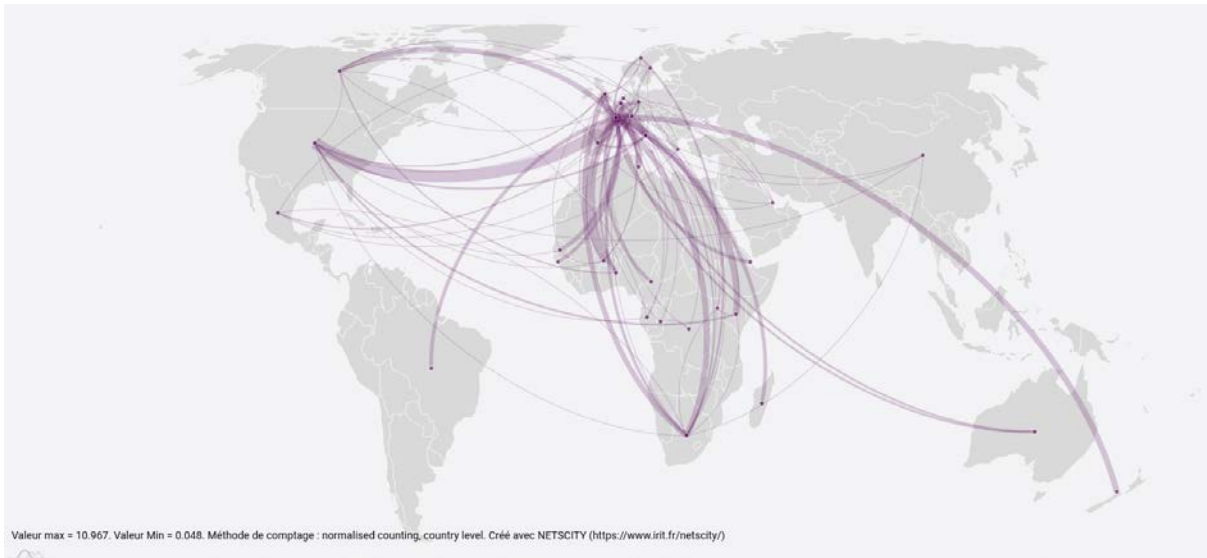 Valeur max = 10.967. Valeur Min = 0.048. Méthode de comptage : normalised counting, country level. Créé avec NETSCITY (https://www.irit.fr/netscity/)